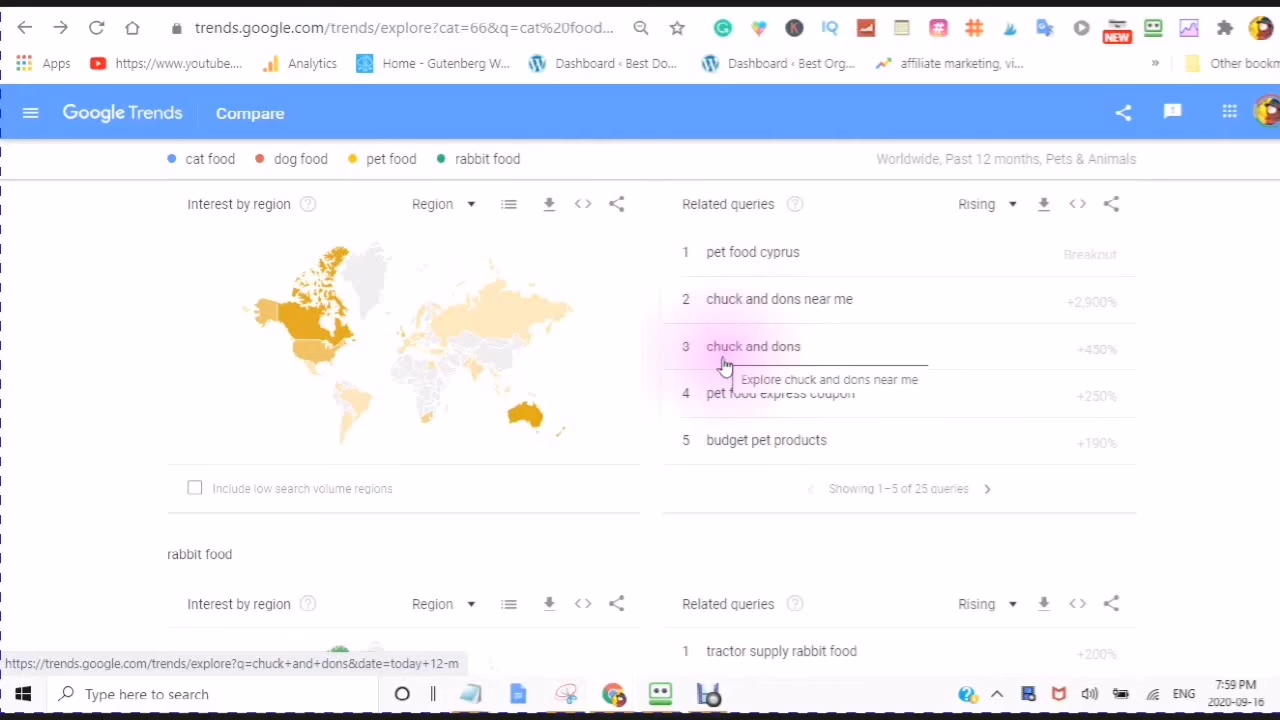 trends.google.com/trends/explore?cat=66&q=cat%20food...
NEW
Apps
https://www.youtube....
Analytics
Home - Gutenberg W...
Dashboard ‹ Best Do...
Dashboard ‹ Best Org...
affiliate marketing, vi...
»
Other bookm
Google Trends
Compare
cat food
dog food
pet food
rabbit food
Worldwide, Past 12 months, Pets & Animals
Interest by region
Region
Related queries
Rising
1 pet food cyprus Breakout
2 chuck and dons near me +2,900%
3 chuck and dons +450%
Explore chuck and dons near me
4 pet food express coupon +250%
5 budget pet products +190%
Include low search volume regions
Showing 1–5 of 25 queries
rabbit food
Interest by region
Region
Related queries
Rising
1 tractor supply rabbit food +200%
https://trends.google.com/trends/explore?q=chuck+and+dons&date=today+12-m
Type here to search
ENG
7:59 PM
2020-09-16